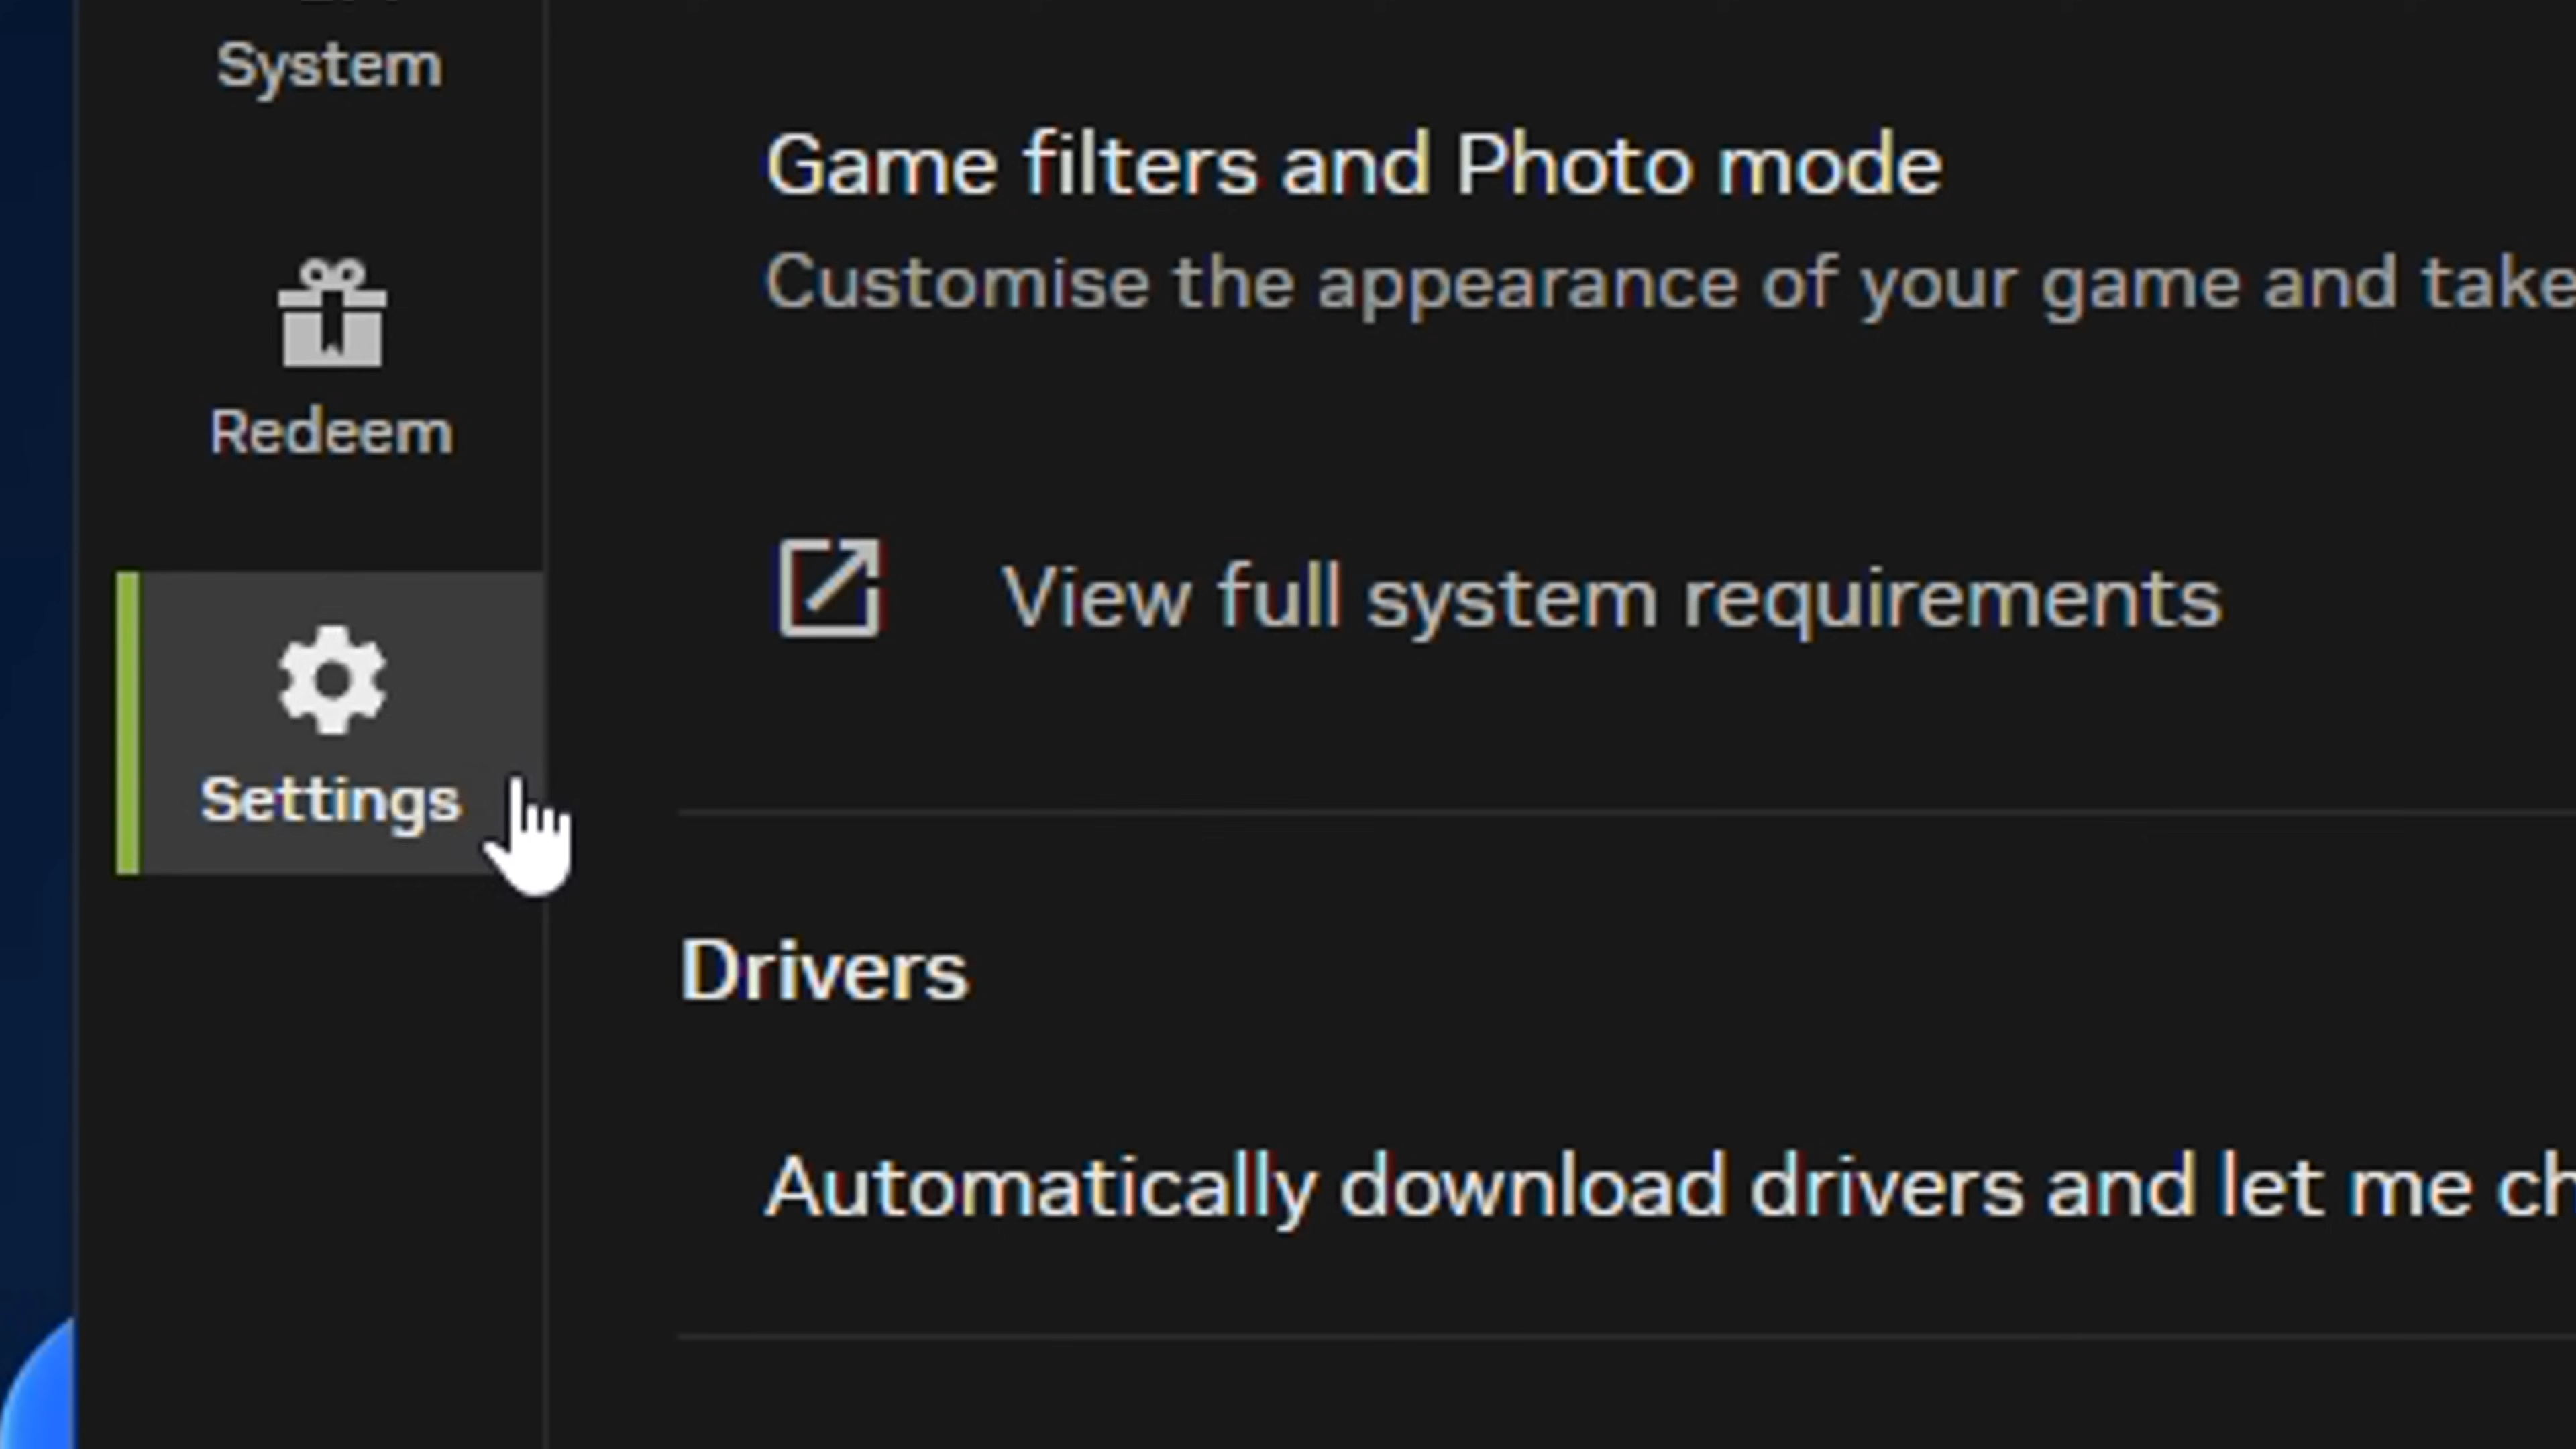 System
Redeem
Settings
Game filters and Photo mode
Customise the appearance of your game and take
View full system requirements
Drivers
Automatically download drivers and let me ch